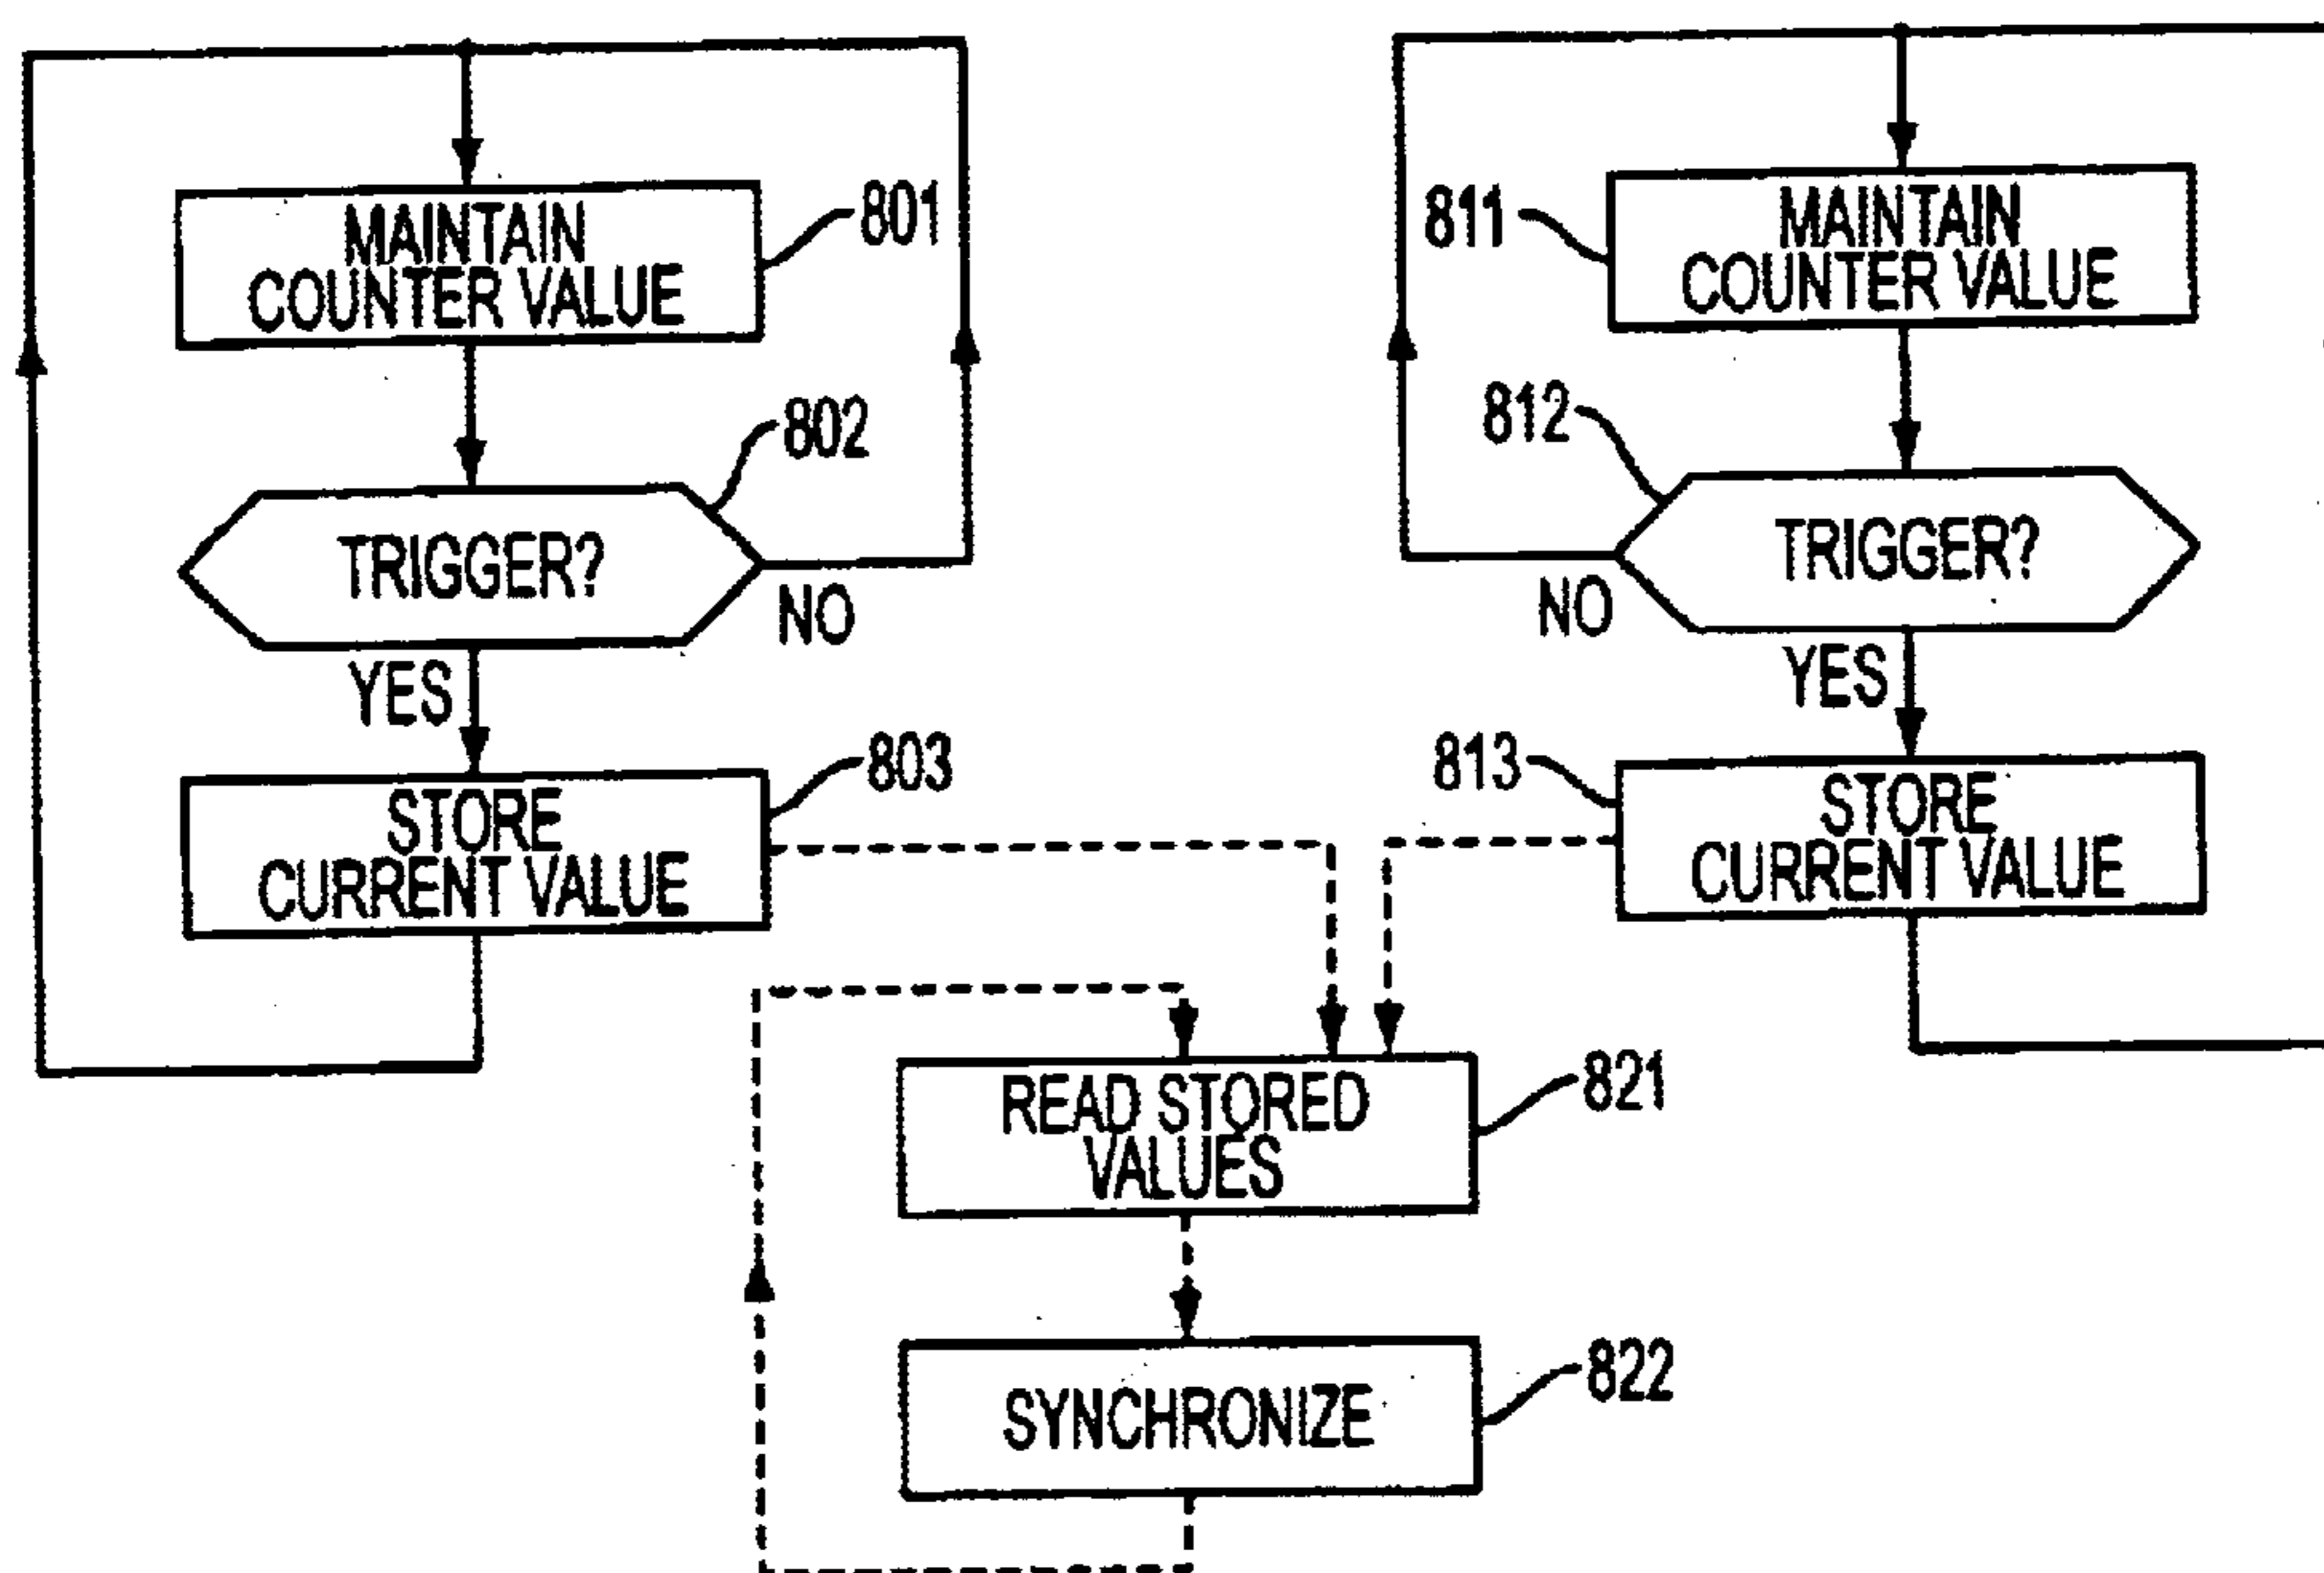 MAINTAIN
COUNTER VALUE
801
802
TRIGGER?
NO
YES
803
STORE
CURRENT VALUE
811
MAINTAIN
COUNTER VALUE
812
TRIGGER?
NO
YES
813
STORE
CURRENT VALUE
READ STORED
VALUES
821
SYNCHRONIZE
822